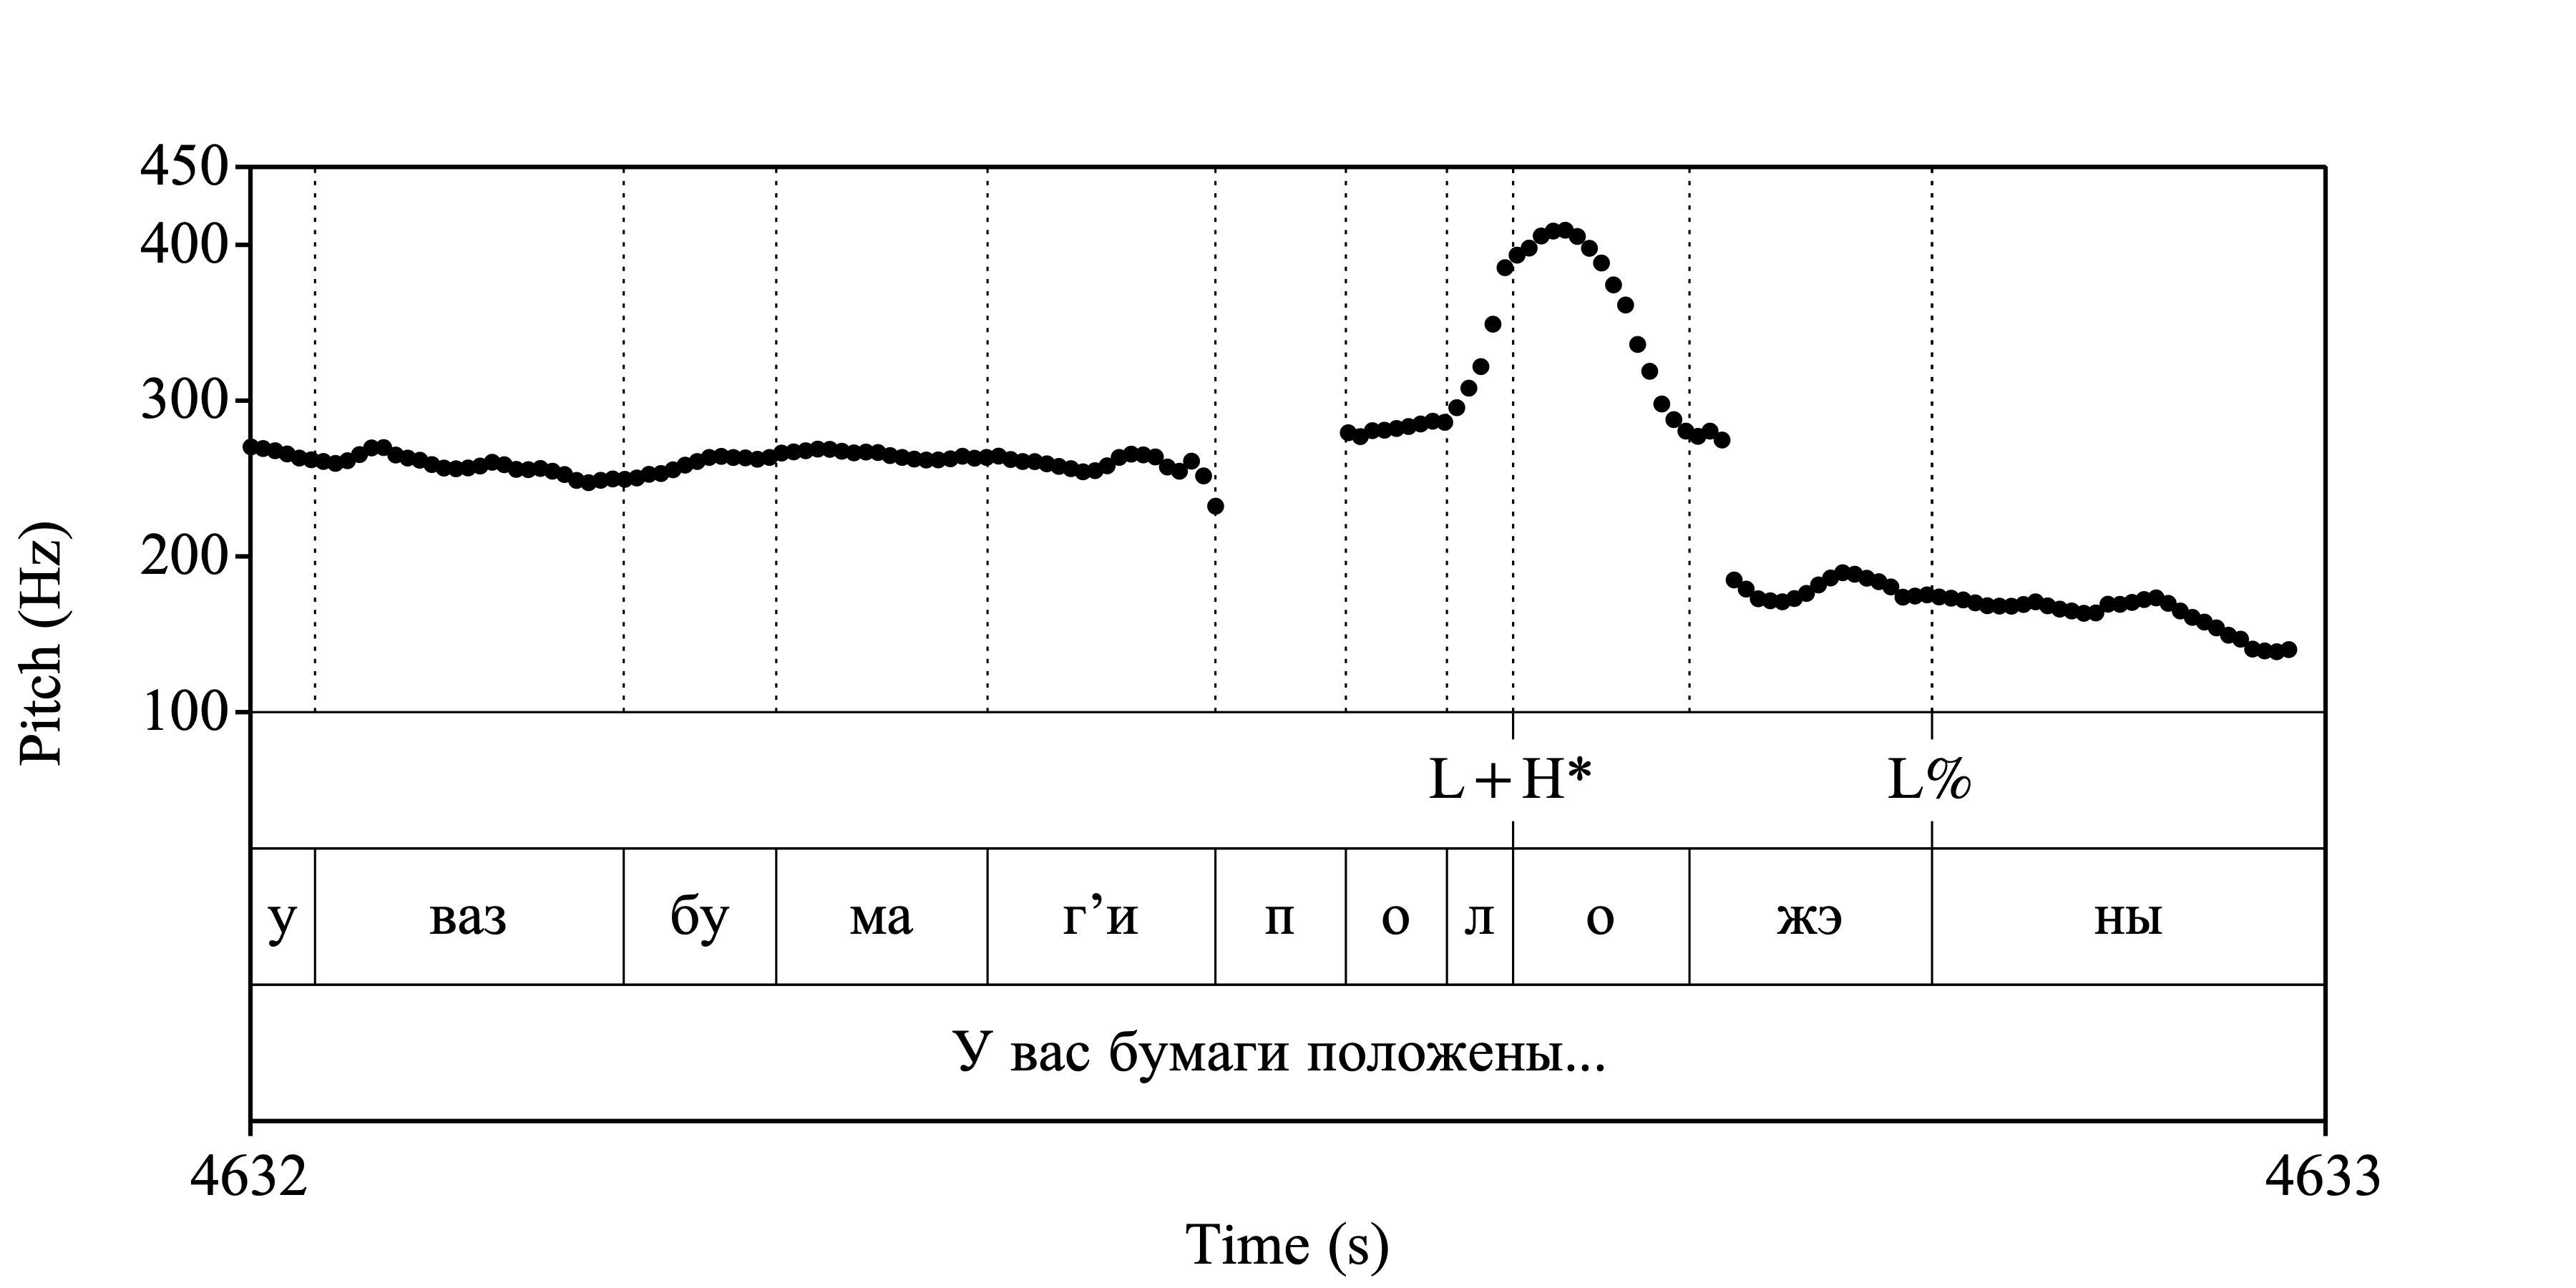 450
400
300
200
100
Pitch (Hz)
L+H* L%
у ваз бу ма г’и п о л о жэ ны
У вас бумаги положены...
4632 4633
Time (s)